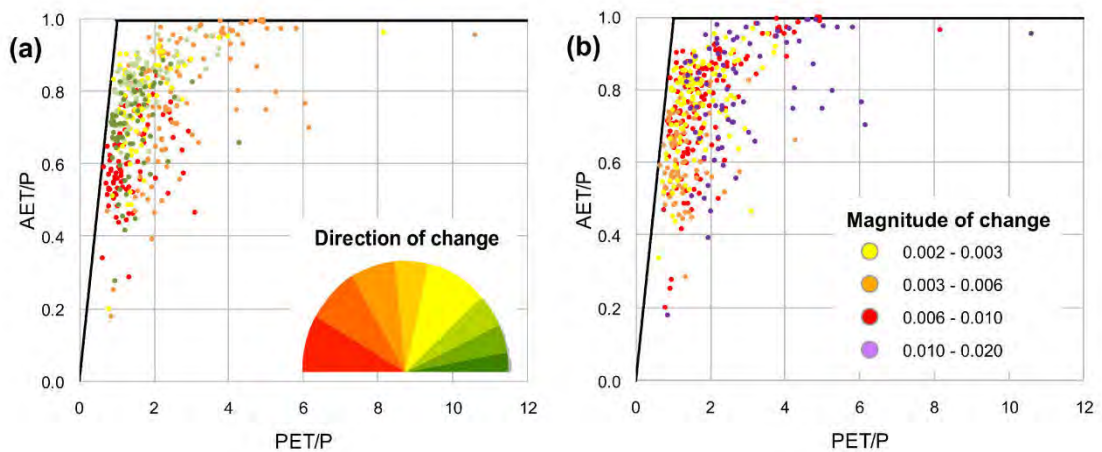 (a)
AET/P
1.0
0.8
0.6
0.4
0.2
0.0
0 2 4 6 8 10 12
PET/P
Direction of change
(b)
AET/P
1.0
0.8
0.6
0.4
0.2
0.0
0 2 4 6 8 10 12
PET/P
Magnitude of change
0.002 - 0.003
0.003 - 0.006
0.006 - 0.010
0.010 - 0.020